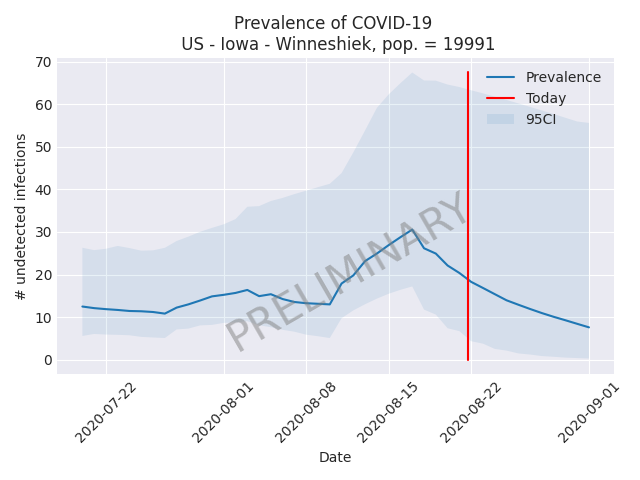 Prevalence of COVID-19
US - Iowa - Winneshiek, pop. = 19991
# undetected infections
70
60
50
40
30
20
10
0
Prevalence
Today
95CI
PRELIMINARY
2020-07-22
2020-08-01
2020-08-08
2020-08-15
2020-08-22
2020-09-01
Date